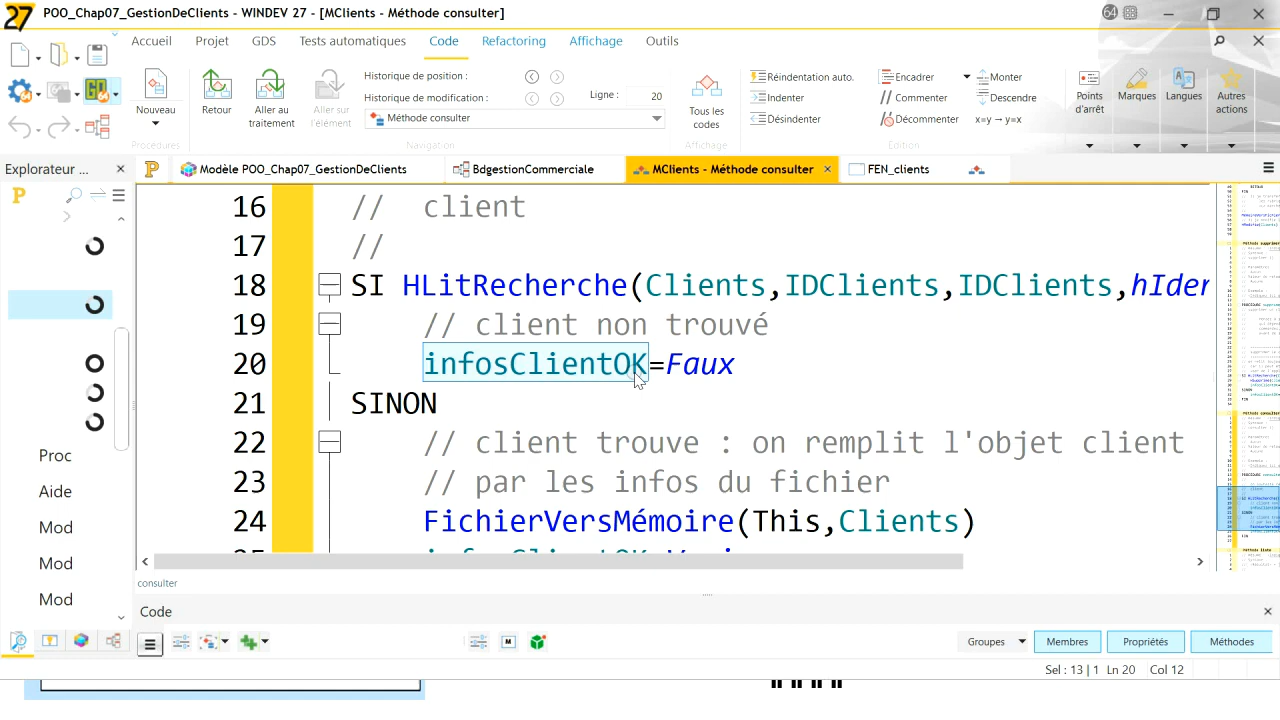 27 POO_Chap07_GestionDeClients - WINDEV 27 - [MClients - Méthode consulter]
64
Accueil Projet GDS Tests automatiques Code Refactoring Affichage Outils
Nouveau
Procédures
Retour
Aller au traitement
Aller sur l'élément
Historique de position :
Historique de modification :
Ligne : 20
Méthode consulter
Navigation
Tous les codes
Affichage
Réindentation auto.
Indenter
Désindenter
Encadrer
// Commenter
Décommenter
Monter
Descendre
x=y → y=x
Edition
Points d'arrêt
Marques
Langues
Autres actions
GO
Explorateur ...
P
Modèle POO_Chap07_GestionDeClients
BdgestionCommerciale
MClients - Méthode consulter
FEN_clients
P
Proc
Aide
Mod
Mod
Mod
16 // client
17 //
18 SI HLitRecherche(Clients,IDClients,IDClients,hIden
19 // client non trouvé
20 infosClientOK=Faux
21 SINON
22 // client trouve : on remplit l'objet client
23 // par les infos du fichier
24 FichierVersMémoire(This,Clients)
consulter
Code
Groupes Membres Propriétés Méthodes
Sel : 13 | 1 Ln 20 Col 12